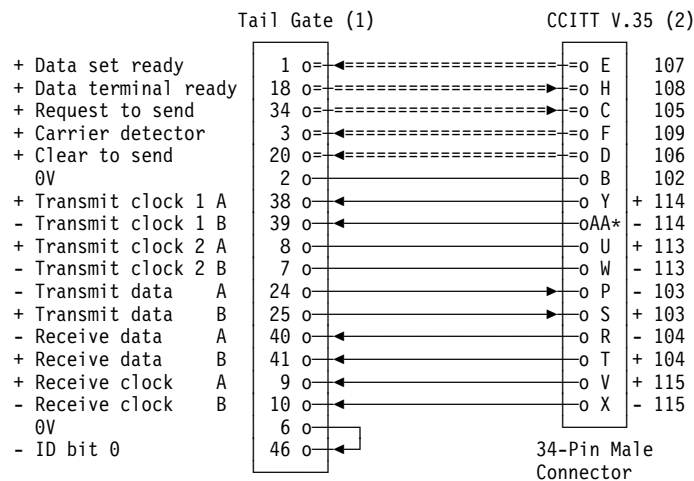 Tail Gate (1) CCITT V.35 (2)
+ Data set ready 1 o E 107
+ Data terminal ready 18 o H 108
+ Request to send 34 o C 105
+ Carrier detector 3 o F 109
+ Clear to send 20 o D 106
0V 2 o o B 102
+ Transmit clock 1 A 38 o o Y + 114
- Transmit clock 1 B 39 o oAA* - 114
+ Transmit clock 2 A 8 o o U + 113
- Transmit clock 2 B 7 o o W - 113
- Transmit data A 24 o o P - 103
+ Transmit data B 25 o o S + 103
- Receive data A 40 o o R - 104
+ Receive data B 41 o o T + 104
+ Receive clock A 9 o o V + 115
- Receive clock B 10 o o X - 115
0V 6 o
- ID bit 0 46 o 34-Pin Male
Connector